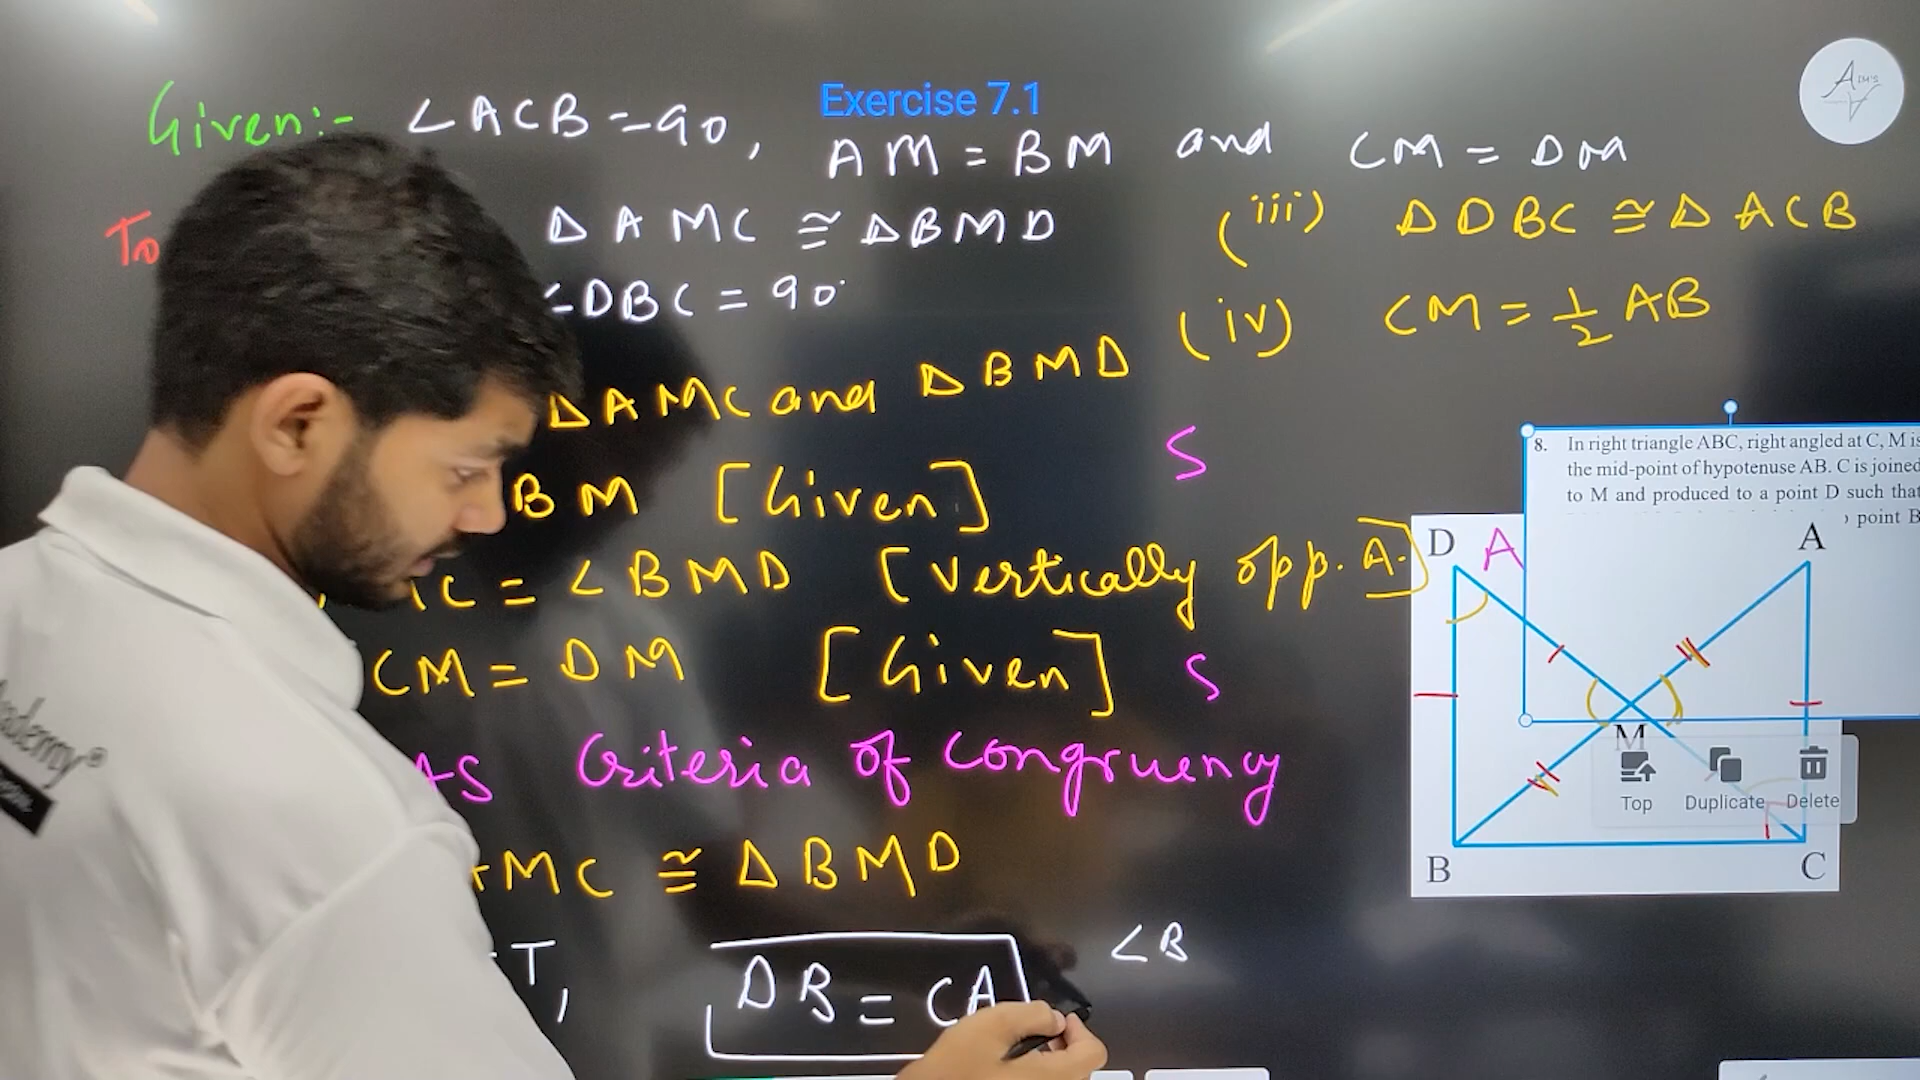 Exercise 7.1
Given:- ∠ACB=90, AM = BM and CM = DM
To
ΔAMC ≅ ΔBMD
∠DBC = 90°
(iii) ΔDBC ≅ ΔACB
(iv) CM = 1/2 AB
ΔAMC and ΔBMD
BM [Given] S
C = ∠BMD [Vertically opp. A.] A
CM = DM [Given] S
AS Criteria of Congruency
MC ≅ ΔBMD
T,
DB = CA
∠B
8. In right triangle ABC, right angled at C, M is
the mid-point of hypotenuse AB. C is joined
to M and produced to a point D such that
point B
D
A
M
B
C
Top Duplicate Delete
AIM'S
ademy®